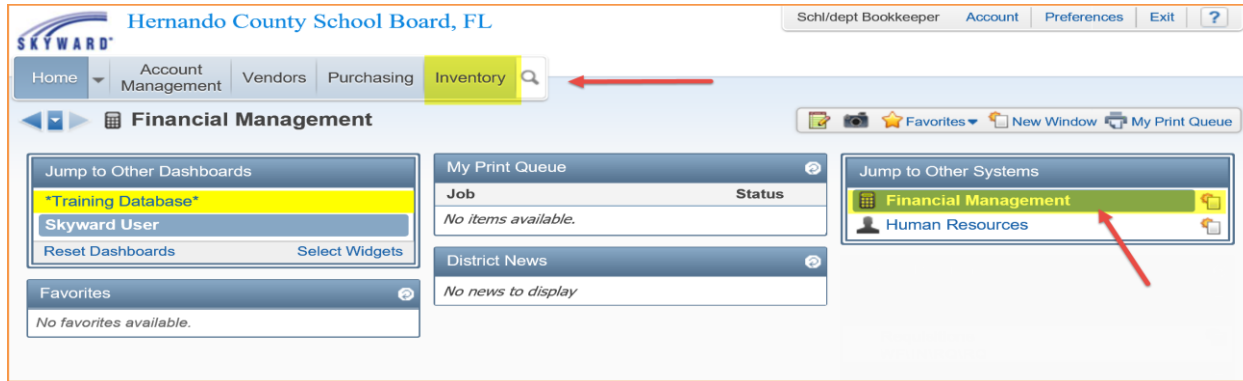 Hernando County School Board, FL
SKYWARD
Schl/dept Bookkeeper Account Preferences Exit ?
Home Account Management Vendors Purchasing Inventory
Financial Management
Favorites New Window My Print Queue
Jump to Other Dashboards
*Training Database*
Skyward User
Reset Dashboards Select Widgets
Favorites
No favorites available.
My Print Queue
Job Status
No items available.
District News
No news to display
Jump to Other Systems
Financial Management
Human Resources